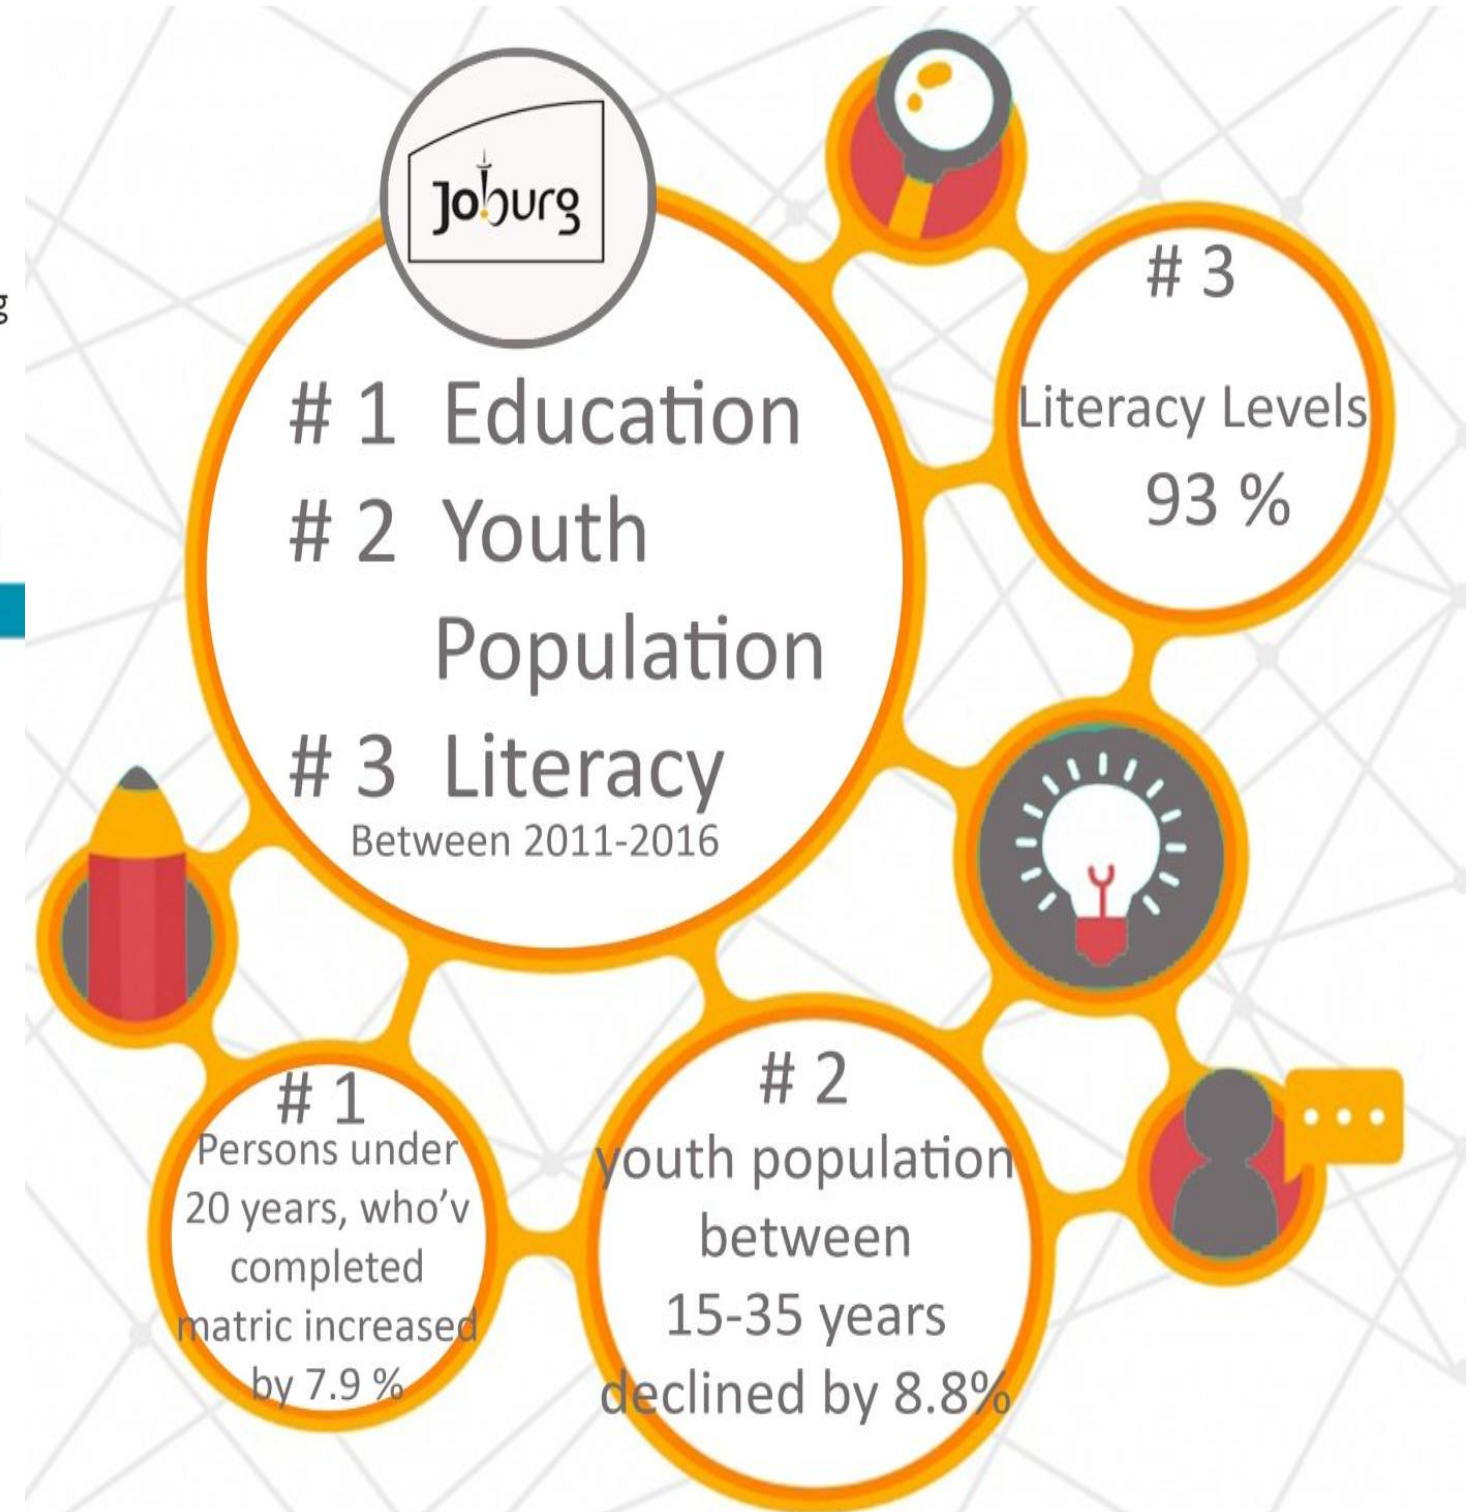 g
Joburg
# 1 Education
# 2 Youth
Population
# 3 Literacy
Between 2011-2016
# 3
Literacy Levels
93 %
# 1
Persons under
20 years, who'v
completed
matric increased
by 7.9 %
# 2
youth population
between
15-35 years
declined by 8.8%